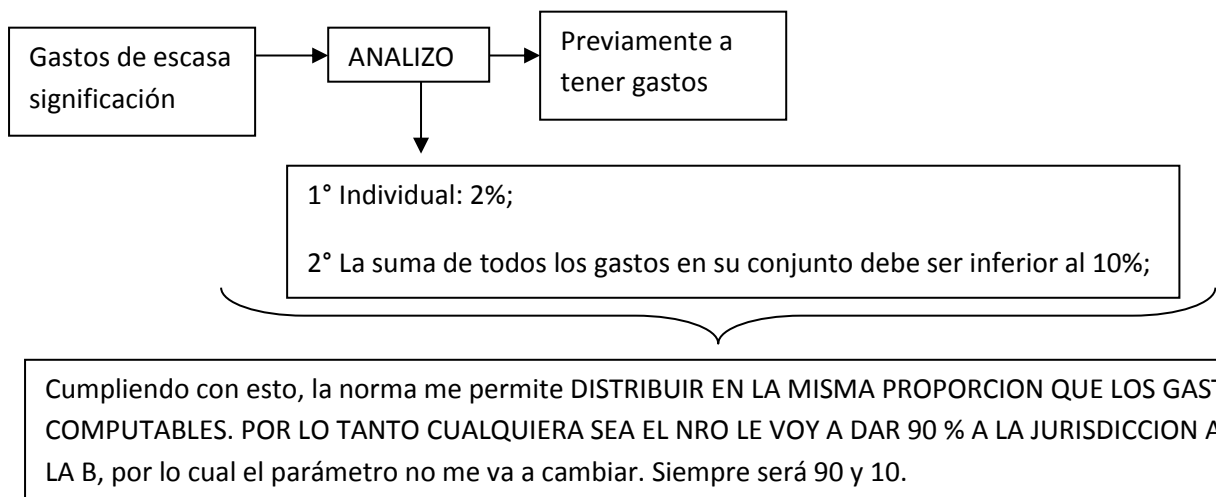 Gastos de escasa
significación
ANALIZO
Previamente a
tener gastos
1° Individual: 2%;
2° La suma de todos los gastos en su conjunto debe ser inferior al 10%;
Cumpliendo con esto, la norma me permite DISTRIBUIR EN LA MISMA PROPORCION QUE LOS
COMPUTABLES. POR LO TANTO CUALQUIERA SEA EL NRO LE VOY A DAR 90 % A LA JURISDICCION A
LA B, por lo cual el parámetro no me va a cambiar. Siempre será 90 y 10.